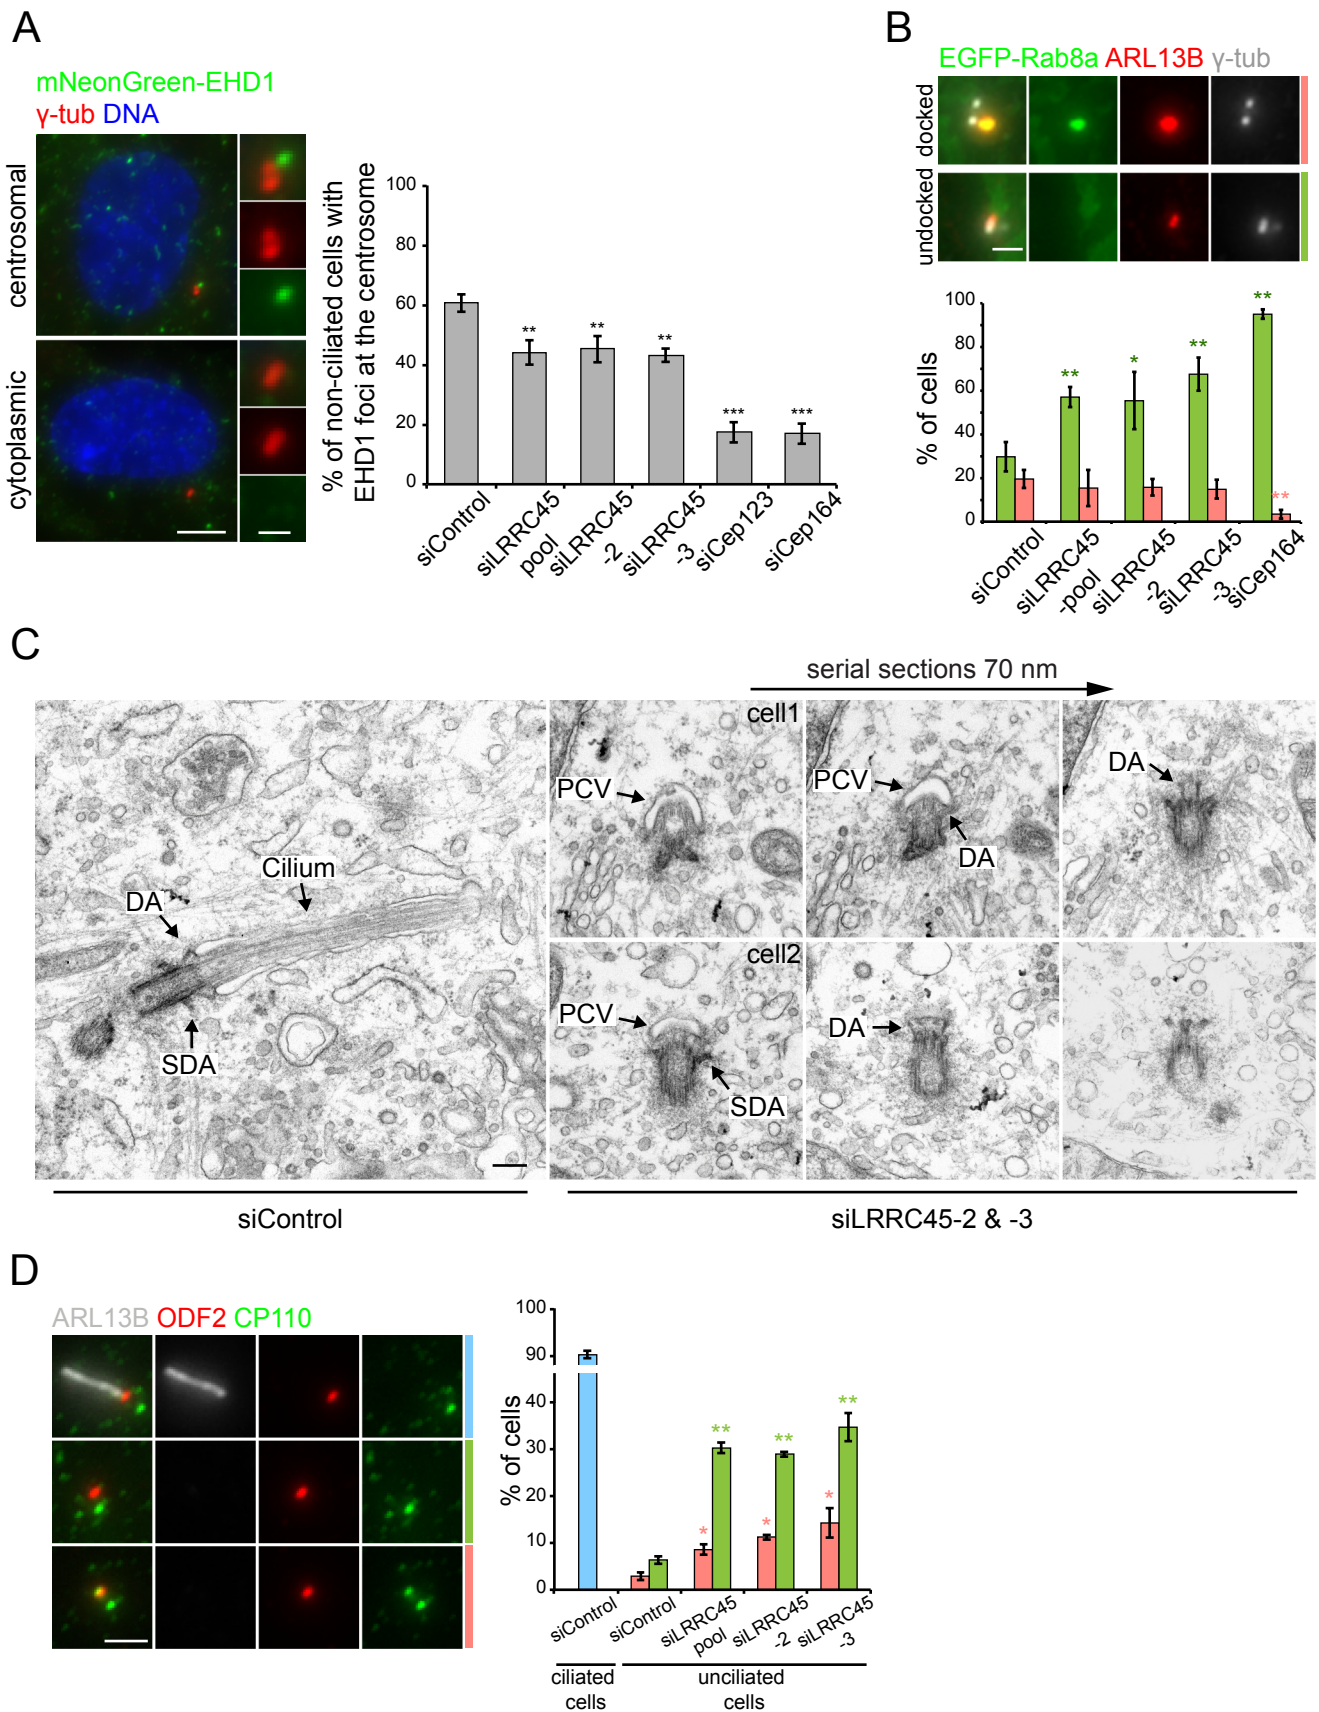 A
mNeonGreen-EHD1
γ-tub DNA
centrosomal
cytoplasmic
% of non-ciliated cells with
EHD1 foci at the centrosome
100
80
60
40
20
0
**
**
**
***
***
siControl
siLRRC45
pool
siLRRC45
-2
siLRRC45
-3
siCep123
siCep164
B
EGFP-Rab8a ARL13B γ-tub
docked
undocked
% of cells
100
80
60
40
20
0
**
*
**
**
**
siControl
siLRRC45
-pool
siLRRC45
-2
siLRRC45
-3
siCep164
C
serial sections 70 nm
DA
Cilium
SDA
cell1
PCV
PCV
DA
DA
cell2
PCV
SDA
DA
siControl
siLRRC45-2 & -3
D
ARL13B ODF2 CP110
% of cells
100
90
40
30
20
10
0
*
**
*
**
*
**
siControl
siControl
siLRRC45
pool
siLRRC45
-2
siLRRC45
-3
ciliated
cells
unciliated
cells